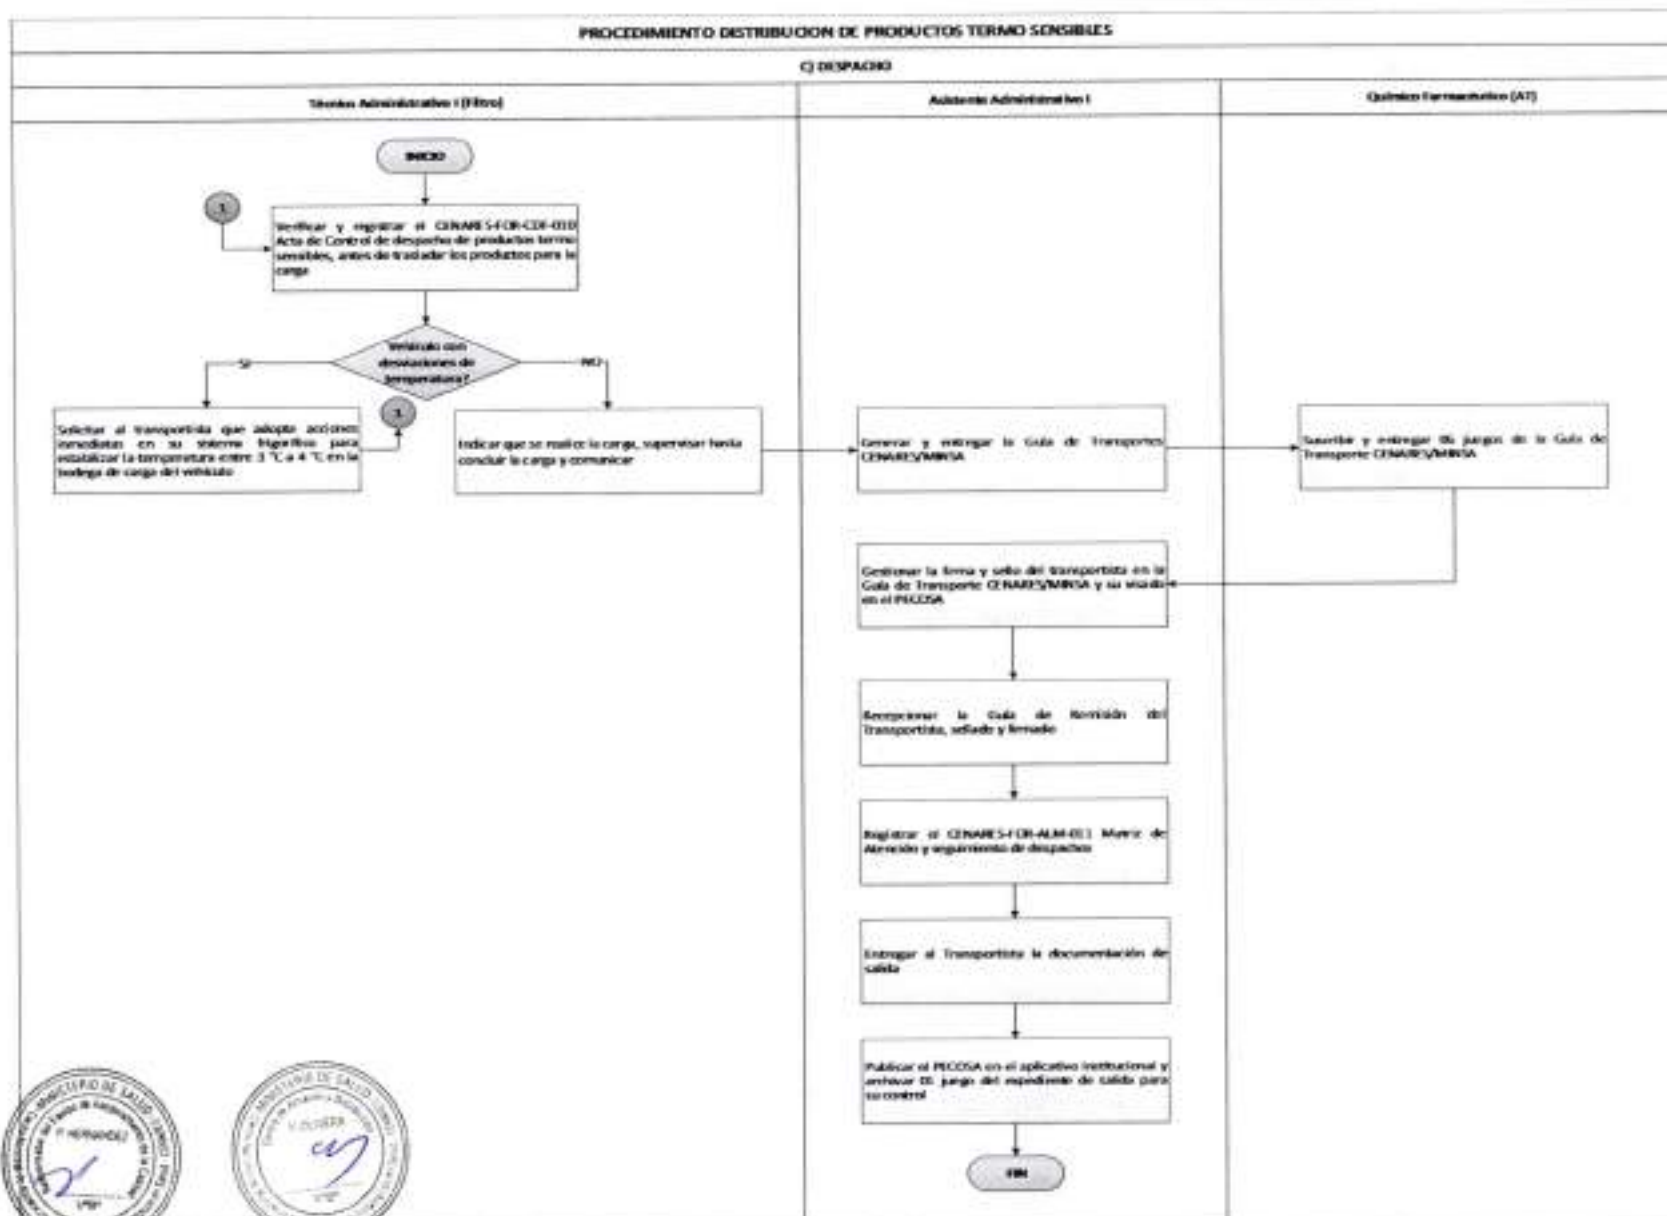 PROCEDIMIENTO DISTRIBUCION DE PRODUCTOS TERMO SENSIBLES
C) DESPACHO
Técnico Administrativo I (Filtro)
Asistente Administrativo I
Químico Farmacéutico (AT)
INICIO
1
Verificar y registrar el CENARES-FOR-CDF-010
Acta de Control de despacho de productos termo
sensibles, antes de trasladar los productos para la
carga
Vehículo con
desviaciones de
temperatura?
SI
NO
Solicitar al transportista que adopte acciones
inmediatas en su sistema frigorífico para
estabilizar la temperatura entre 3 °C a 4 °C en la
bodega de carga del vehículo
1
Indicar que se realice la carga, supervisar hasta
concluir la carga y comunicar
Generar y entregar la Guía de Transportes
CENARES/MINSA
Suscribir y entregar 06 juegos de la Guía de
Transporte CENARES/MINSA
Gestionar la firma y sello del transportista en la
Guía de Transporte CENARES/MINSA y su visado
en el PECOSA
Recepcionar la Guía de Remisión del
Transportista, sellado y firmado
Registrar el CENARES-FOR-ALM-011 Matriz de
Atención y seguimiento de despachos
Entregar al Transportista la documentación de
salida
Publicar el PECOSA en el aplicativo institucional y
archivar 01 juego del expediente de salida para
su control
FIN
MINISTERIO DE SALUD
P. HERNANDEZ
MINISTERIO DE SALUD
V. OLIVERA